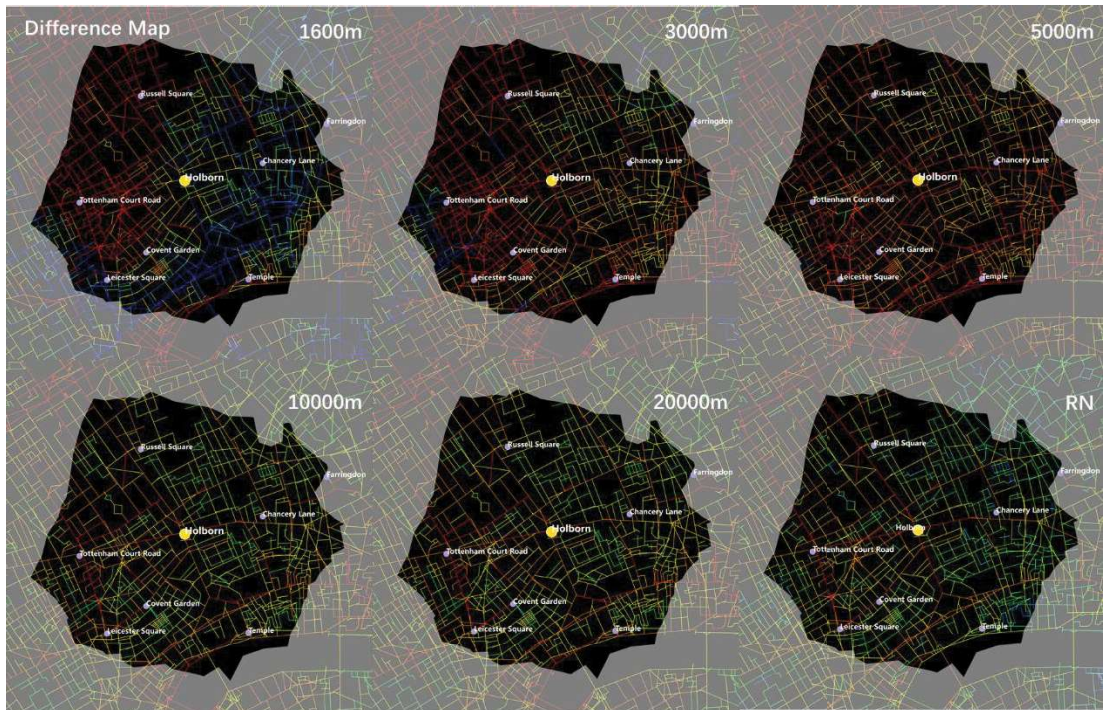 Difference Map
1600m
Russell Square
Farringdon
Chancery Lane
Holborn
Tottenham Court Road
Covent Garden
Leicester Square
Temple
3000m
Russell Square
Farringdon
Chancery Lane
Holborn
Tottenham Court Road
Covent Garden
Leicester Square
Temple
5000m
Russell Square
Farringdon
Chancery Lane
Holborn
Tottenham Court Road
Covent Garden
Leicester Square
Temple
10000m
Russell Square
Farringdon
Chancery Lane
Holborn
Tottenham Court Road
Covent Garden
Leicester Square
Temple
20000m
Russell Square
Farringdon
Chancery Lane
Holborn
Tottenham Court Road
Covent Garden
Leicester Square
Temple
RN
Russell Square
Farringdon
Chancery Lane
Holborn
Tottenham Court Road
Covent Garden
Leicester Square
Temple